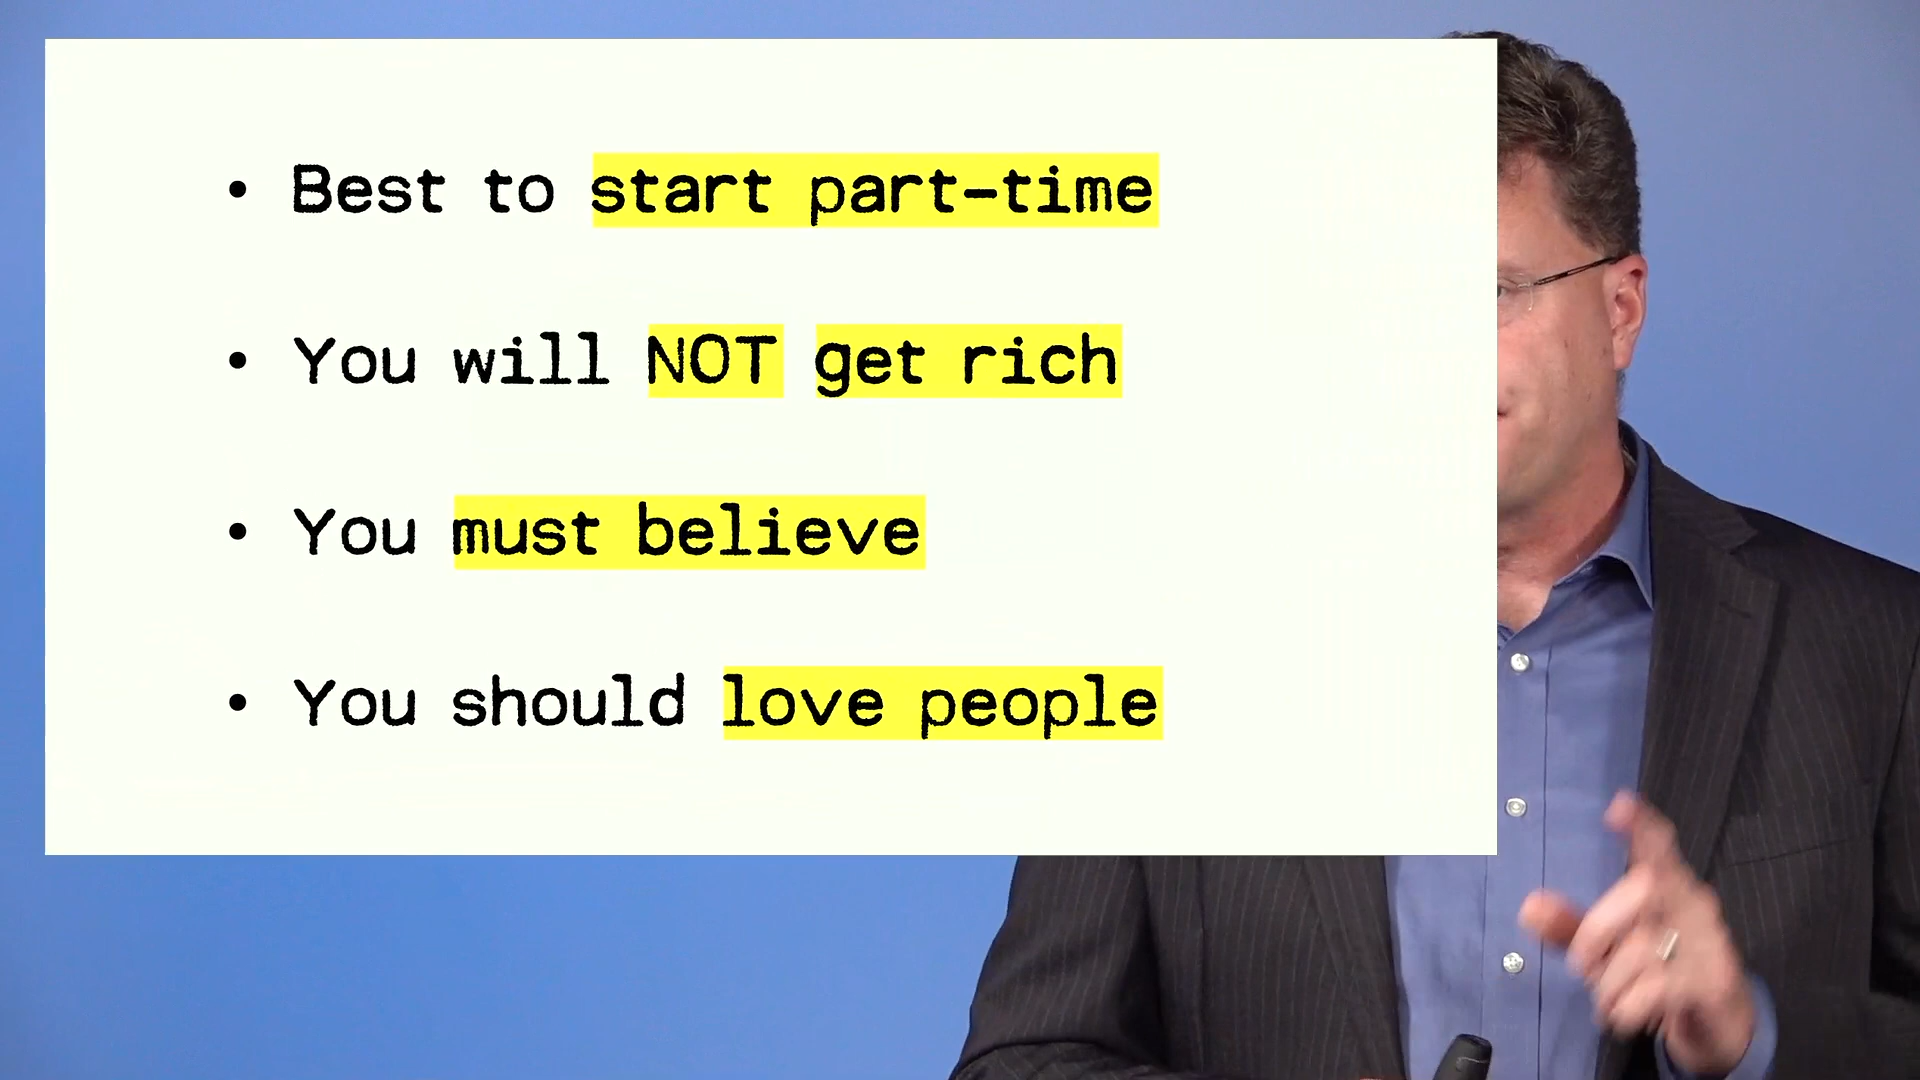 • Best to start part-time
• You will NOT get rich
• You must believe
• You should love people